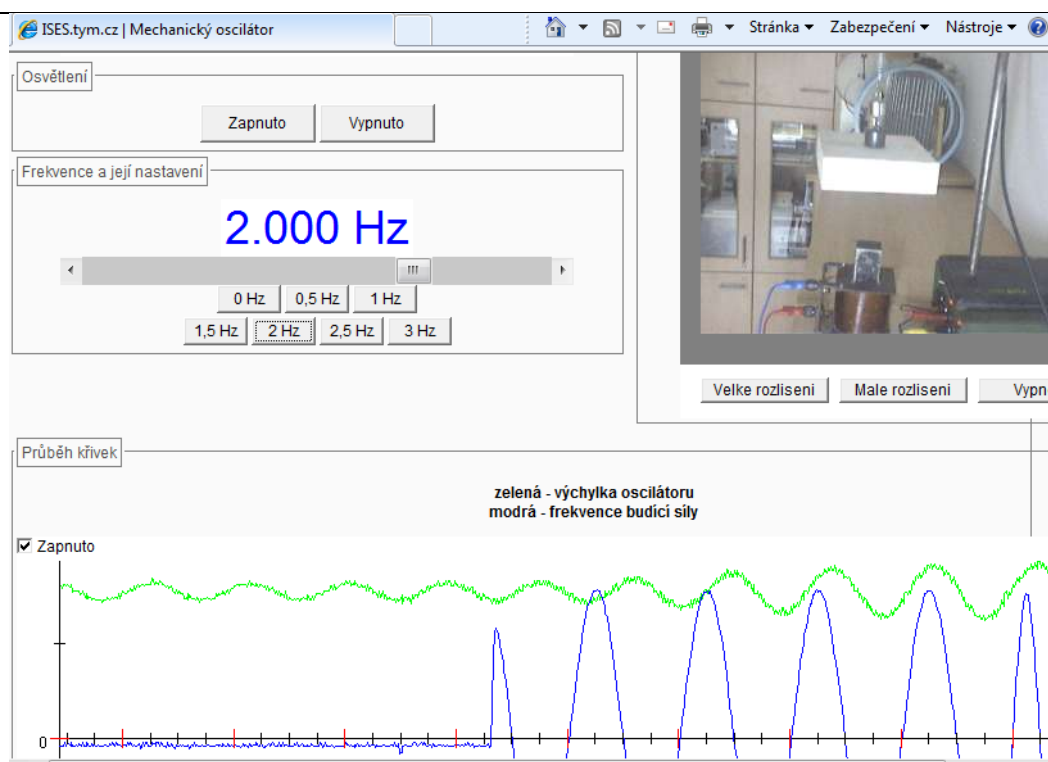 ISES.tym.cz | Mechanický oscilátor
Stránka Zabezpečení Nástroje
Osvětlení
Zapnuto Vypnuto
Frekvence a její nastavení
2.000 Hz
0 Hz 0,5 Hz 1 Hz
1,5 Hz 2 Hz 2,5 Hz 3 Hz
Velke rozliseni Male rozliseni Vypn
Průběh křivek
zelená - výchylka oscilátoru
modrá - frekvence budící síly
Zapnuto
0